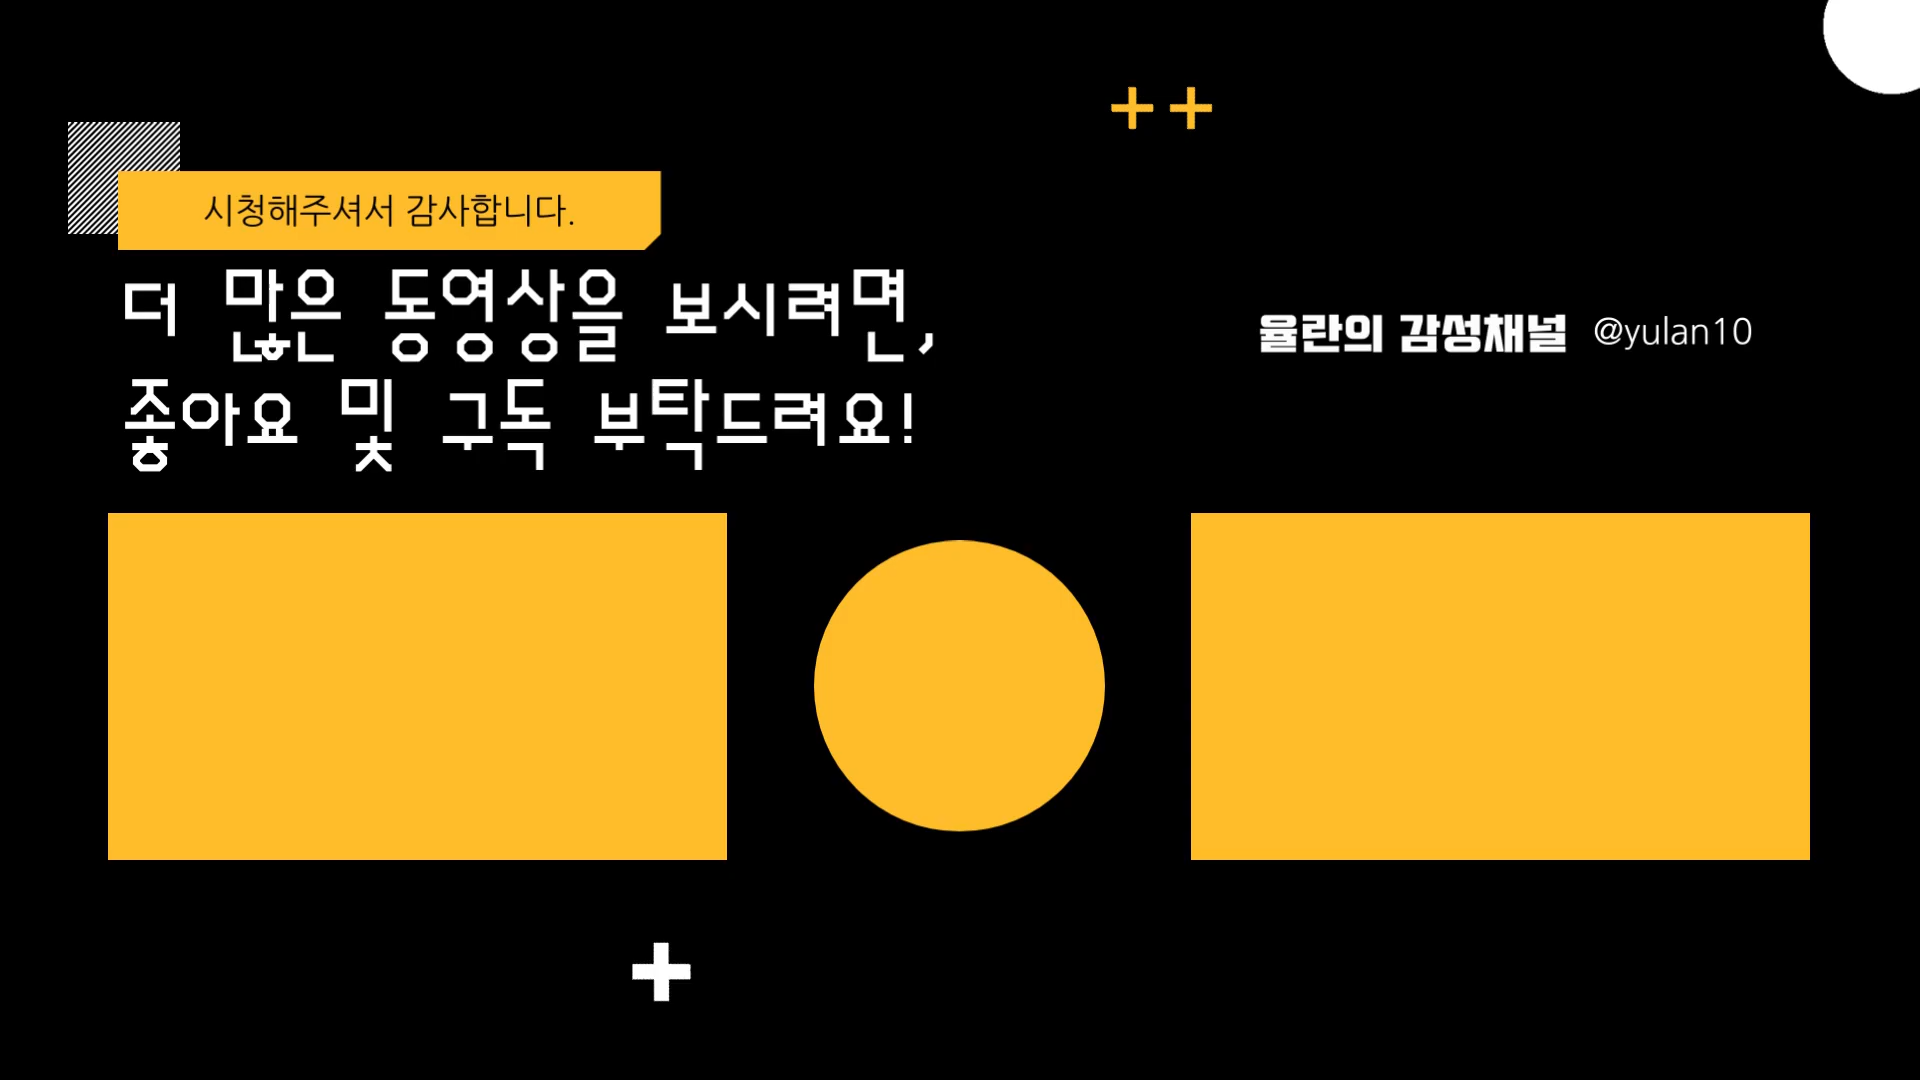 시청해주셔서 감사합니다.
더 많은 동영상을 보시려면,
좋아요 및 구독 부탁드려요!
율란의 감성채널 @yulan10